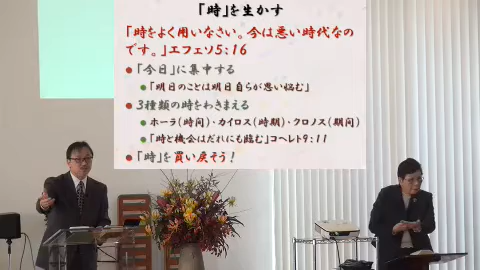 「時」を生かす
「時をよく用いなさい。今は悪い時代なの
です。」エフェソ5:16
「今日」に集中する
「明日のことは明日自らが思い悩む」
3種類の時をわきまえる
ホーラ(時間)・カイロス(時期)・クロノス(期間)
「時と機会はだれにも臨む」コヘレト9:11
「時」を買い戻そう!